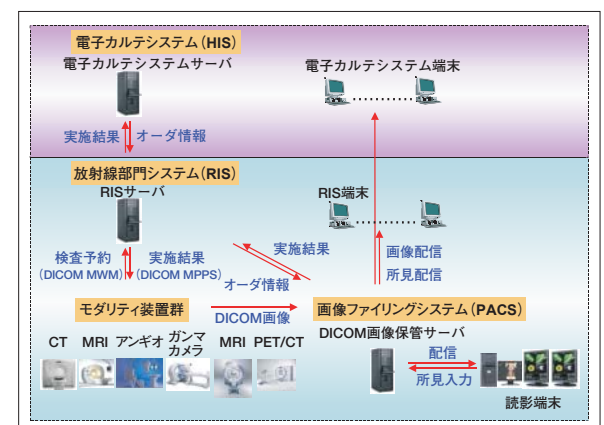 電子カルテシステム(HIS)
電子カルテシステムサーバ
電子カルテシステム端末
実施結果
オーダ情報
放射線部門システム(RIS)
RISサーバ
RIS端末
検査予約
(DICOM MWM)
実施結果
(DICOM MPPS)
実施結果
オーダ情報
画像配信
所見配信
モダリティ装置群
DICOM画像
画像ファイリングシステム(PACS)
DICOM画像保管サーバ
CT MRI アンギオ ガンマ
カメラ MRI PET/CT
配信
所見入力
読影端末